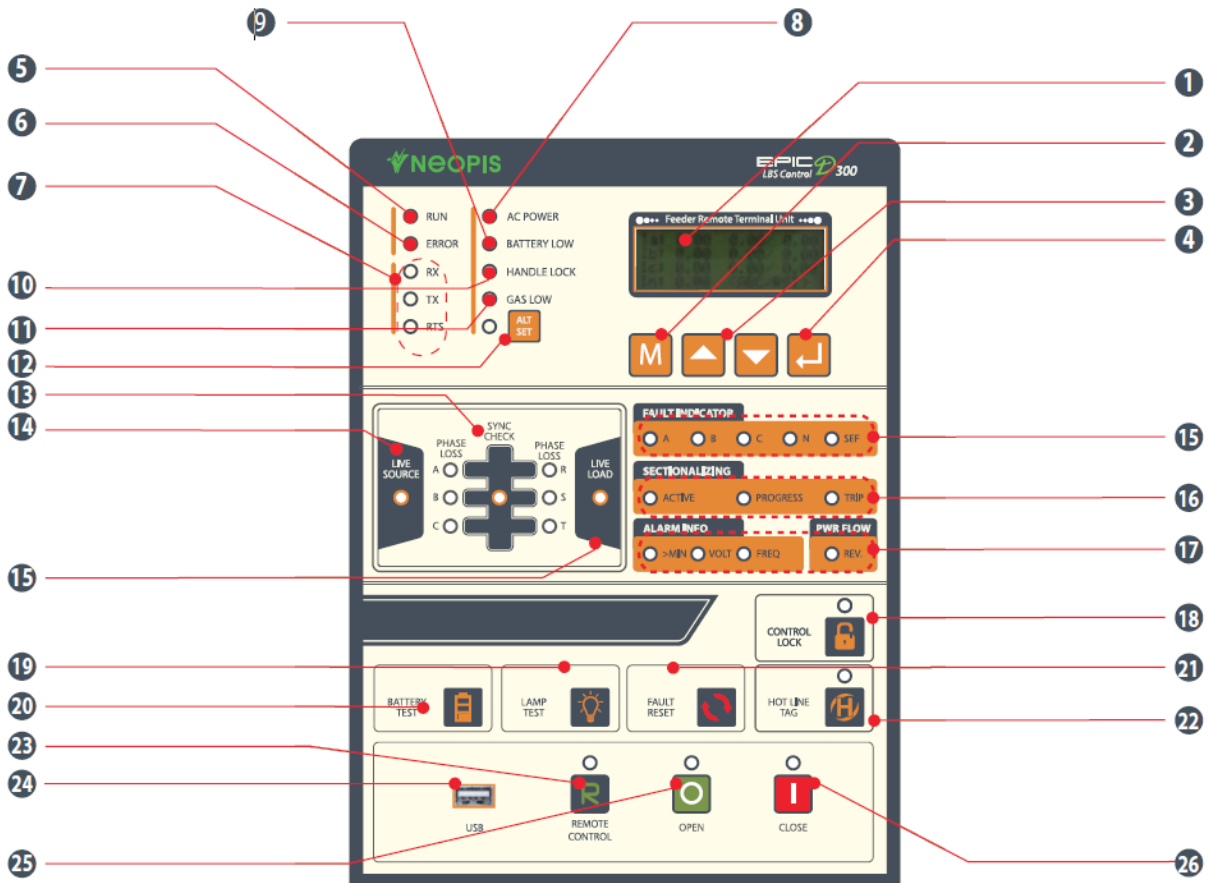 9
8
5
6
7
10
11
12
13
14
15
19
20
23
24
25
1
2
3
4
15
16
17
18
21
22
26
NEOPIS
EPIC D 300
LBS Control
RUN
ERROR
RX
TX
RTS
AC POWER
BATTERY LOW
HANDLE LOCK
GAS LOW
ALT
SET
Feeder Remote Terminal Unit
M
SYNC
CHECK
PHASE
LOSS
PHASE
LOSS
LIVE
SOURCE
A
B
C
R
S
T
LIVE
LOAD
FAULT INDICATOR
A B C N SEF
SECTIONALIZING
ACTIVE PROGRESS TRIP
ALARM INFO PWR FLOW
>MIN VOLT FREQ REV.
CONTROL
LOCK
BATTERY
TEST
LAMP
TEST
FAULT
RESET
HOT LINE
TAG
H
USB
R
REMOTE
CONTROL
O
OPEN
I
CLOSE